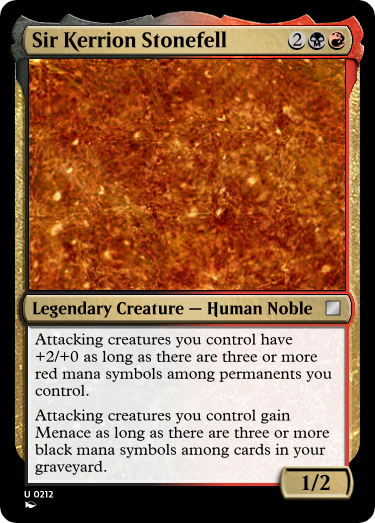 Sir Kerrion Stonefell 2
Legendary Creature — Human Noble
Attacking creatures you control have
+2/+0 as long as there are three or more
red mana symbols among permanents you
control.
Attacking creatures you control gain
Menace as long as there are three or more
black mana symbols among cards in your
graveyard.
1/2
U 0212